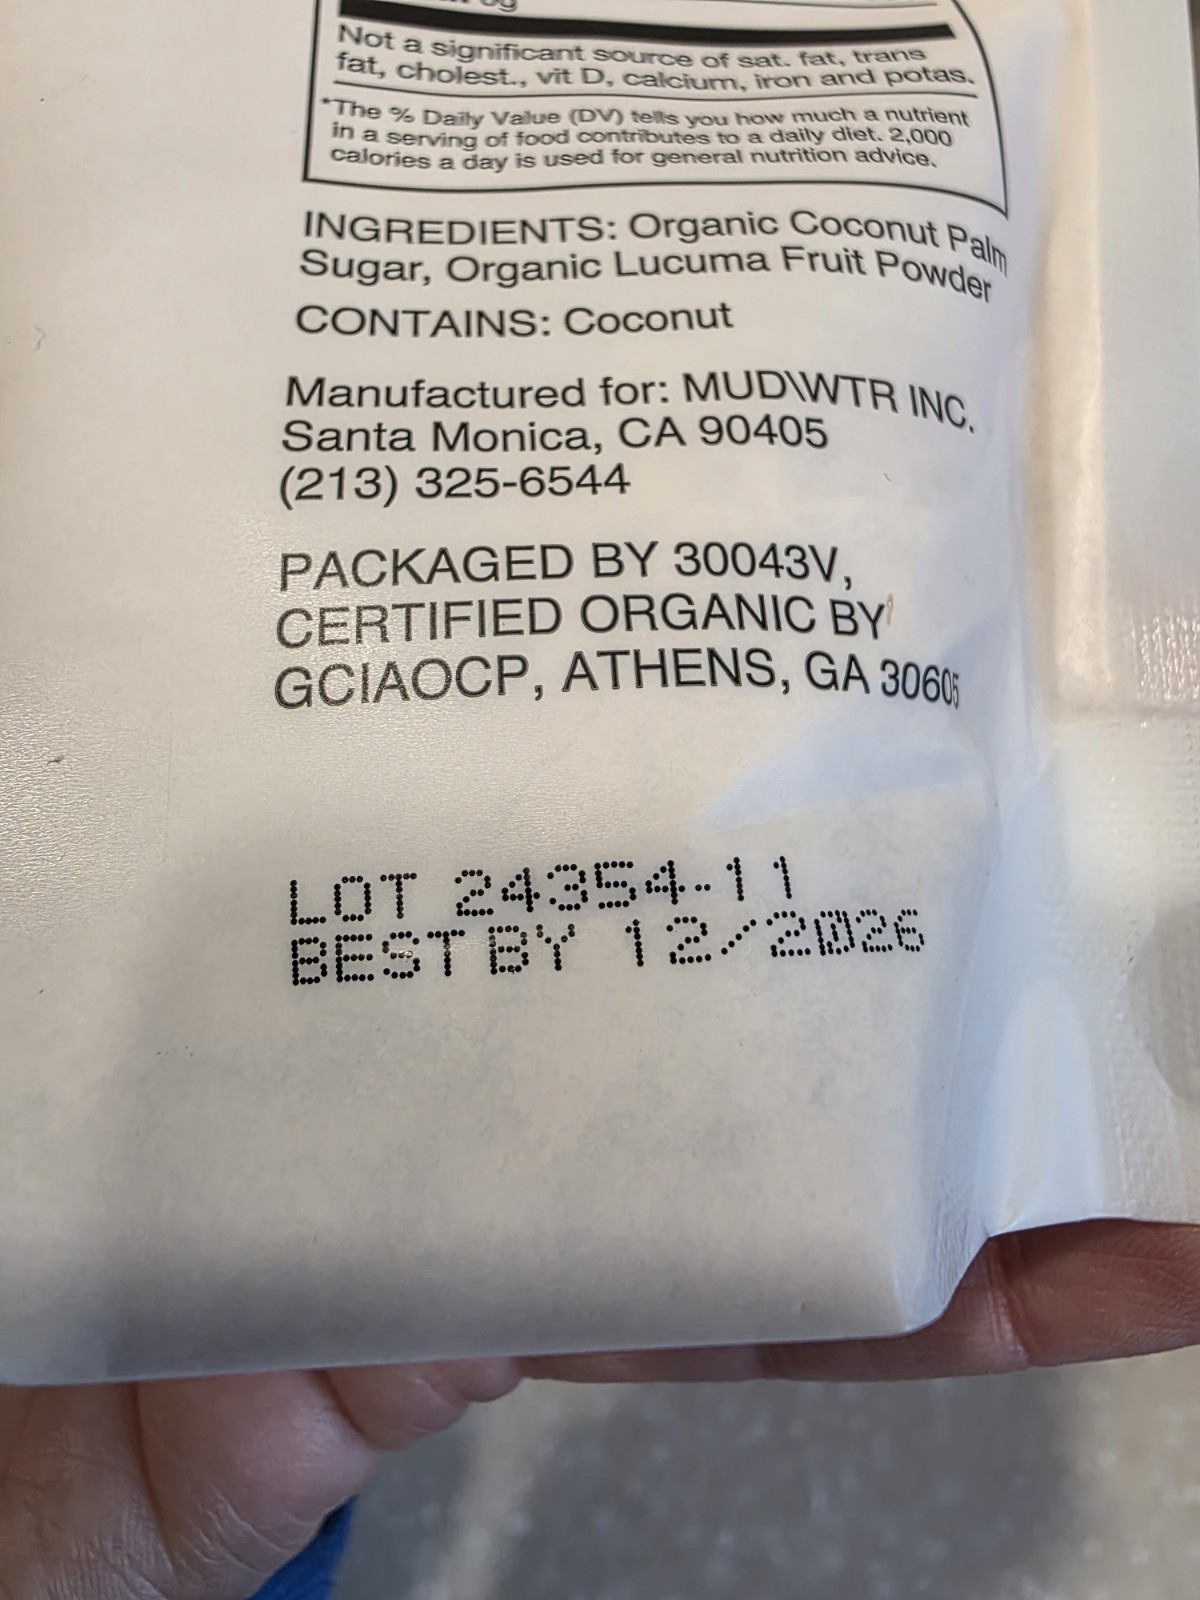 Not a significant source of sat. fat, trans
fat, cholest., vit D, calcium, iron and potas.
*The % Daily Value (DV) tells you how much a nutrient
in a serving of food contributes to a daily diet. 2,000
calories a day is used for general nutrition advice.
INGREDIENTS: Organic Coconut Palm
Sugar, Organic Lucuma Fruit Powder
CONTAINS: Coconut
Manufactured for: MUD\WTR INC.
Santa Monica, CA 90405
(213) 325-6544
PACKAGED BY 30043V,
CERTIFIED ORGANIC BY
GCIAOCP, ATHENS, GA 30605
LOT 24354-11
BEST BY 12/2026